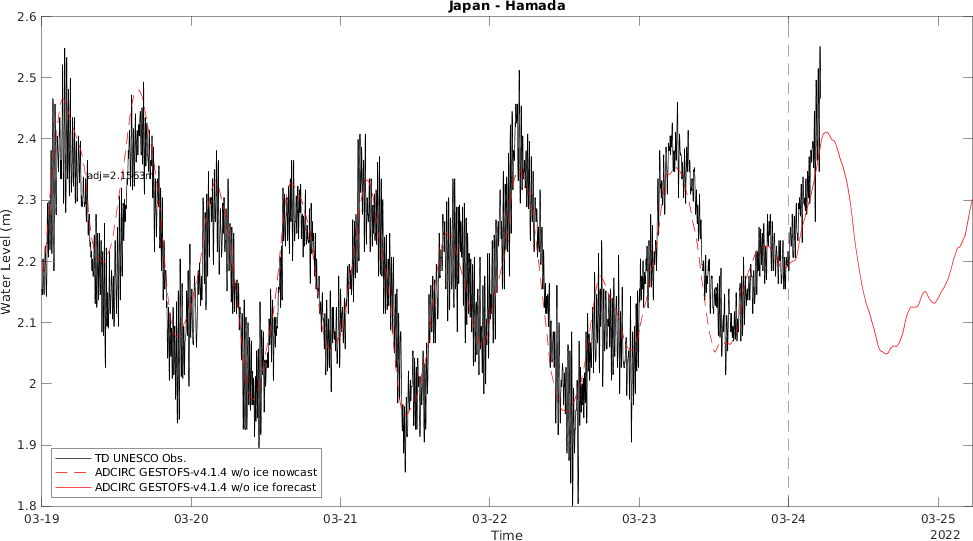 Japan - Hamada
2.6
2.5
2.4
2.3
2.2
2.1
2
1.9
1.8
Water Level (m)
adj=2.1563m
TD UNESCO Obs.
ADCIRC GESTOFS-v4.1.4 w/o ice nowcast
ADCIRC GESTOFS-v4.1.4 w/o ice forecast
03-19 03-20 03-21 03-22 03-23 03-24 03-25
Time 2022